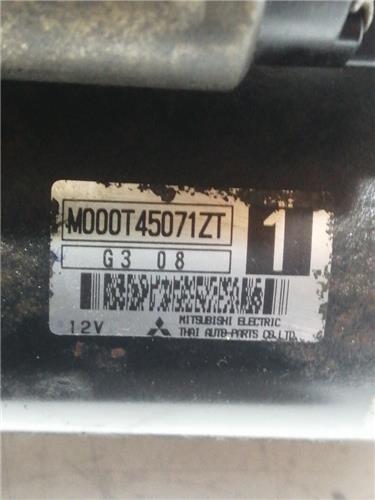 M000T45071ZT 1
G3 08
12V MITSUBISHI ELECTRIC
THAI AUTO PARTS CO.,LTD.